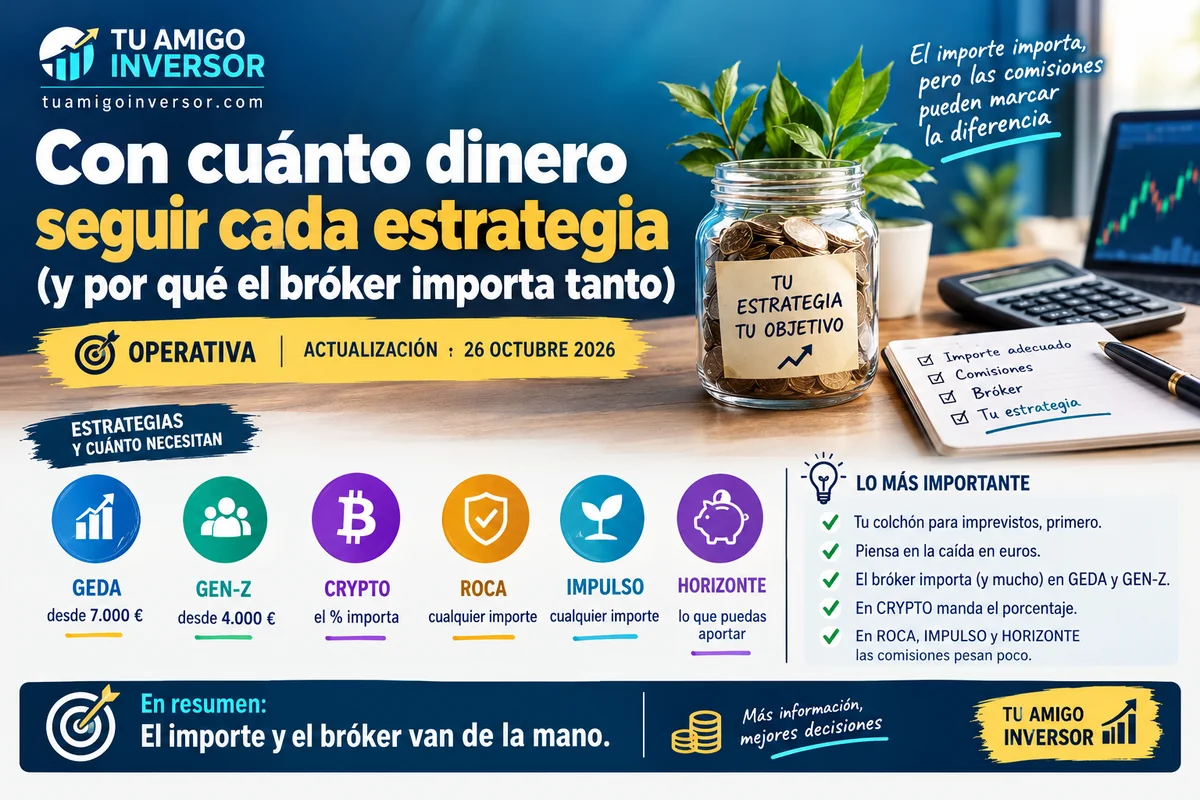 TU AMIGO
INVERSOR
tuamigoinversor.com
Con cuánto dinero
seguir cada estrategia
(y por qué el bróker importa tanto)
OPERATIVA
ACTUALIZACIÓN : 26 OCTUBRE 2026
El importe importa,
pero las comisiones
pueden marcar
la diferencia
TU
ESTRATEGIA
TU OBJETIVO
Importe adecuado
Comisiones
Bróker
Tu estrategia
ESTRATEGIAS
Y CUÁNTO NECESITAN
GEDA
desde 7.000 €
GEN-Z
desde 4.000 €
CRYPTO
el % importa
ROCA
cualquier importe
IMPULSO
cualquier importe
HORIZONTE
lo que puedas
aportar
LO MÁS IMPORTANTE
Tu colchón para imprevistos, primero.
Piensa en la caída en euros.
El bróker importa (y mucho) en GEDA y GEN-Z.
En CRYPTO manda el porcentaje.
En ROCA, IMPULSO y HORIZONTE
las comisiones pesan poco.
En resumen:
El importe y el bróker van de la mano.
Más información,
mejores decisiones
TU AMIGO
INVERSOR